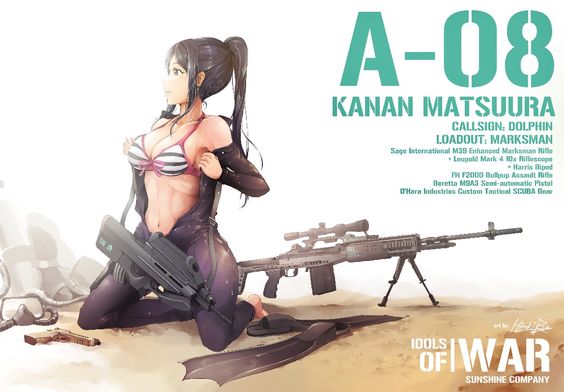 A-08
KANAN MATSUURA
CALLSIGN: DOLPHIN
LOADOUT: MARKSMAN
Sage International M39 Enhanced Marksman Rifle
• Leupold Mark 4 10x Riflescope
• Harris Bipod
FN F2000 Bullpup Assault Rifle
Beretta M9A3 Semi-automatic Pistol
O'Hara Industries Custom Tactical SCUBA Gear
art by:
IDOLS
OF | WAR
SUNSHINE COMPANY